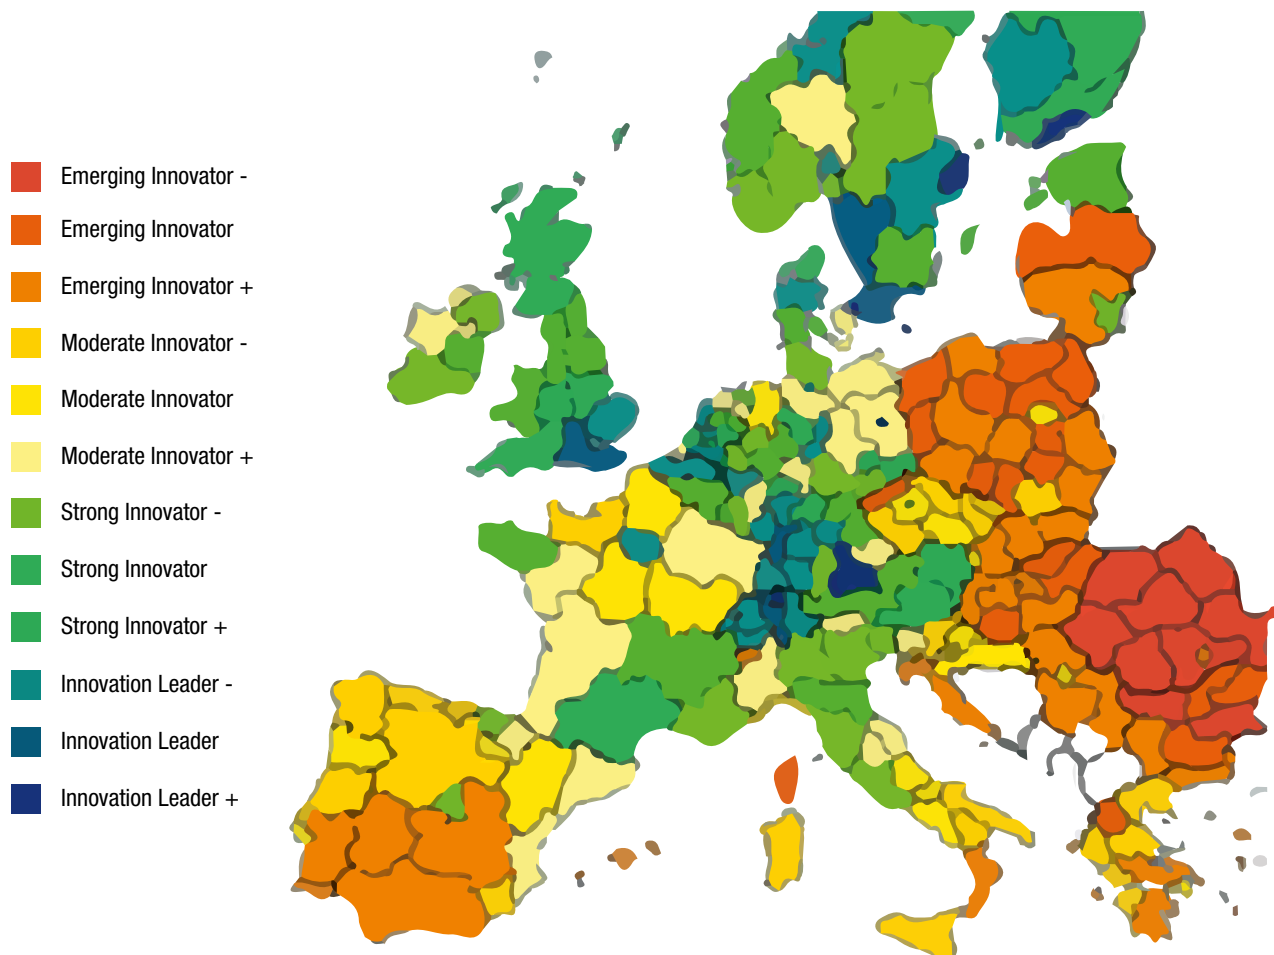 Emerging Innovator -
Emerging Innovator
Emerging Innovator +
Moderate Innovator -
Moderate Innovator
Moderate Innovator +
Strong Innovator -
Strong Innovator
Strong Innovator +
Innovation Leader -
Innovation Leader
Innovation Leader +